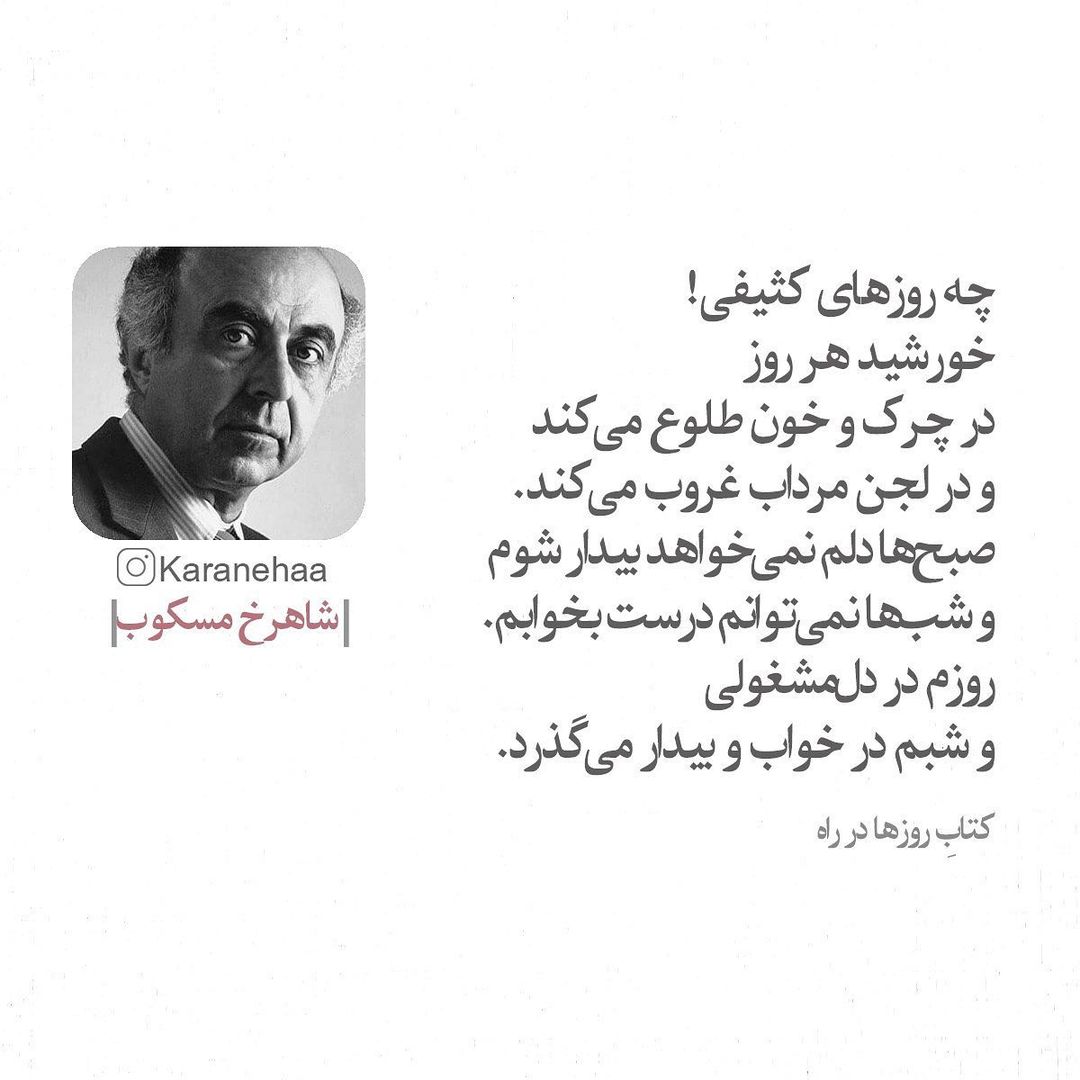 چه روزهای کثیفی!
خورشید هر روز
در چرک و خون طلوع می‌کند
و در لجن مرداب غروب می‌کند.
صبح‌ها دلم نمی‌خواهد بیدار شوم
و شب‌ها نمی‌توانم درست بخوابم.
روزم در دل‌مشغولی
و شبم در خواب و بیدار می‌گذرد.
کتابِ روزها در راه
Karanehaa
|شاهرخ مسکوب|